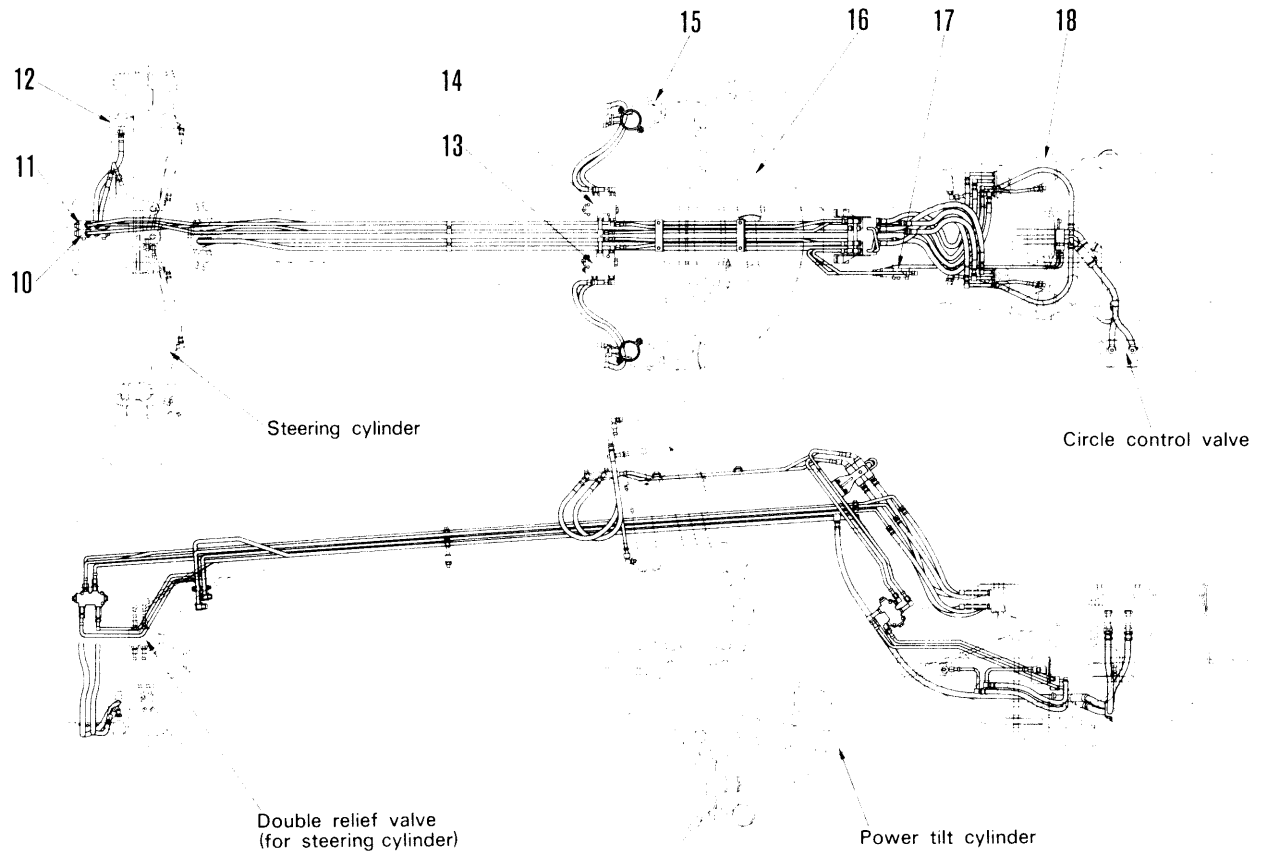 15
16
17
18
12
14
11
13
10
Steering cylinder
Circle control valve
Double relief valve
(for steering cylinder)
Power tilt cylinder